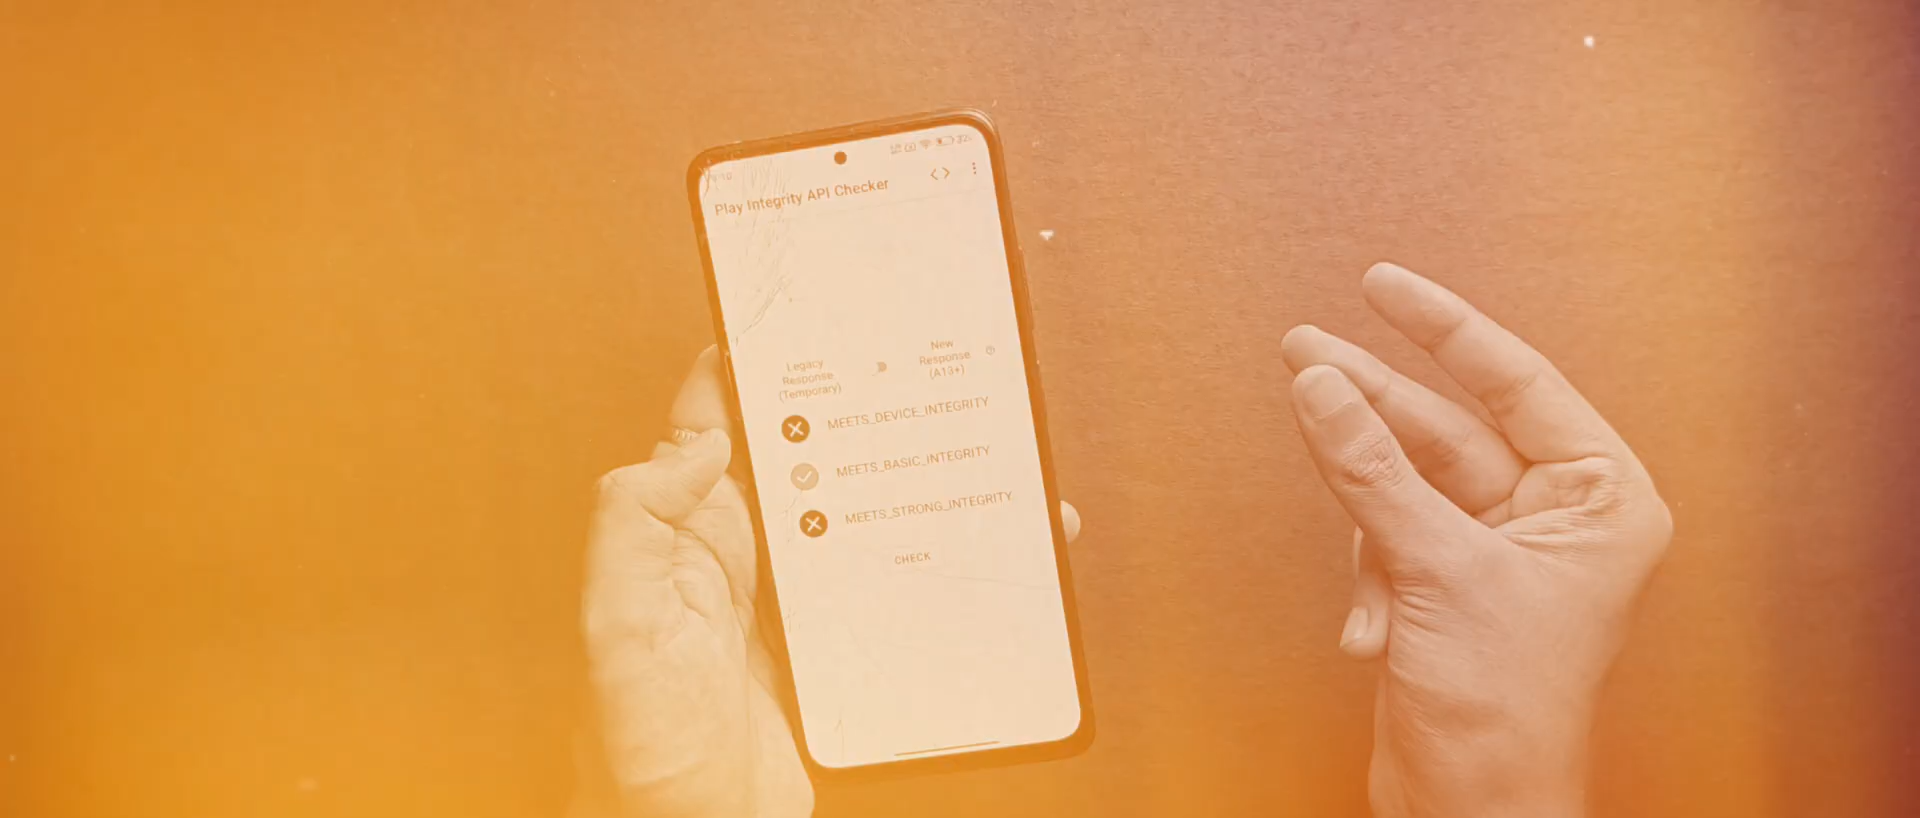 Play Integrity API Checker
<>
Legacy
Response
(Temporary)
New
Response
(A13+)
MEETS_DEVICE_INTEGRITY
MEETS_BASIC_INTEGRITY
MEETS_STRONG_INTEGRITY
CHECK